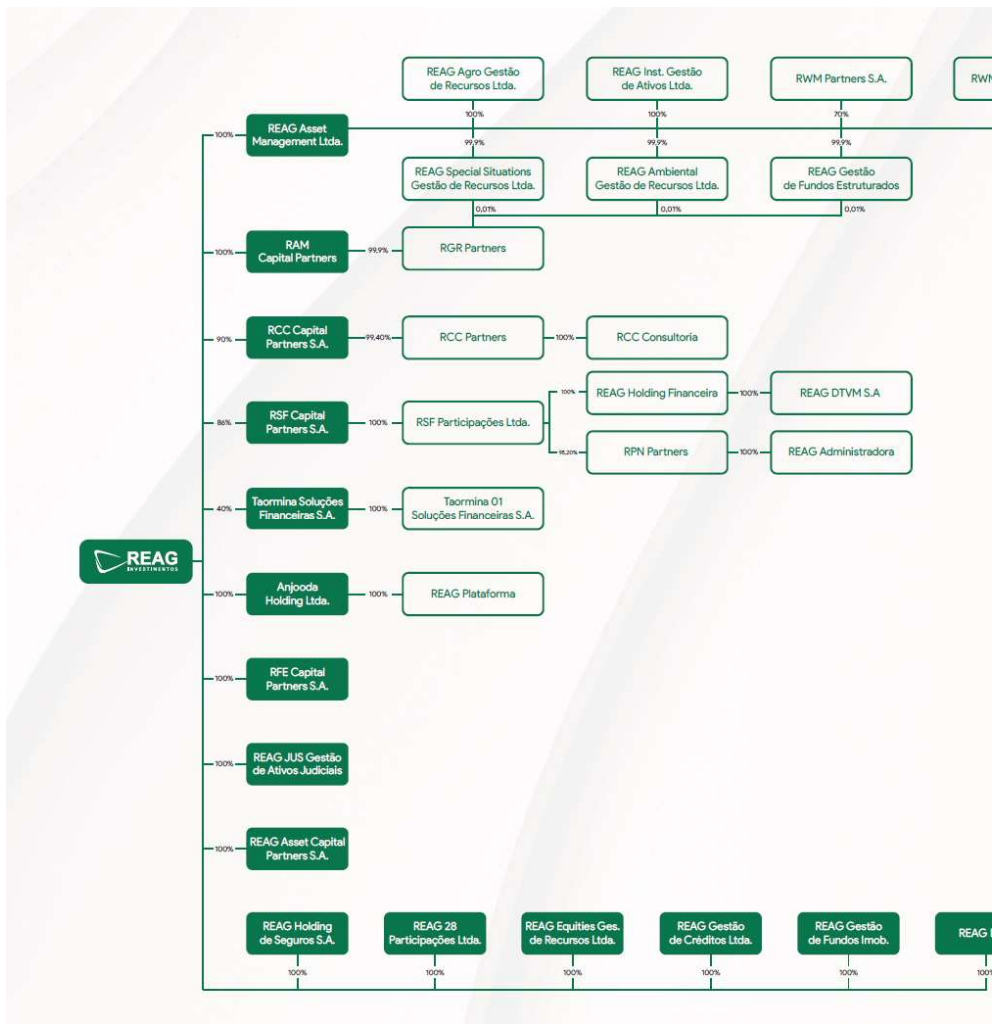 REAG Agro Gestão
de Recursos Ltda.
REAG Inst. Gestão
de Ativos Ltda.
RWM Partners S.A.
RWM
100%
100%
70%
100%
REAG Asset
Management Ltda.
99,9%
99,9%
99,9%
REAG Special Situations
Gestão de Recursos Ltda.
REAG Ambiental
Gestão de Recursos Ltda.
REAG Gestão
de Fundos Estruturados
0,01%
0,01%
0,01%
100%
RAM
Capital Partners
99,9%
RGR Partners
90%
RCC Capital
Partners S.A.
99,40%
RCC Partners
100%
RCC Consultoria
86%
RSF Capital
Partners S.A.
100%
RSF Participações Ltda.
100%
REAG Holding Financeira
100%
REAG DTVM S.A
98,20%
RPN Partners
100%
REAG Administradora
40%
Taormina Soluções
Financeiras S.A.
100%
Taormina 01
Soluções Financeiras S.A.
REAG
INVESTIMENTOS
100%
Anjooda
Holding Ltda.
100%
REAG Plataforma
100%
RFE Capital
Partners S.A.
100%
REAG JUS Gestão
de Ativos Judiciais
100%
REAG Asset Capital
Partners S.A.
REAG Holding
de Seguros S.A.
REAG 28
Participações Ltda.
REAG Equities Ges.
de Recursos Ltda.
REAG Gestão
de Créditos Ltda.
REAG Gestão
de Fundos Imob.
REAG
100%
100%
100%
100%
100%
100%